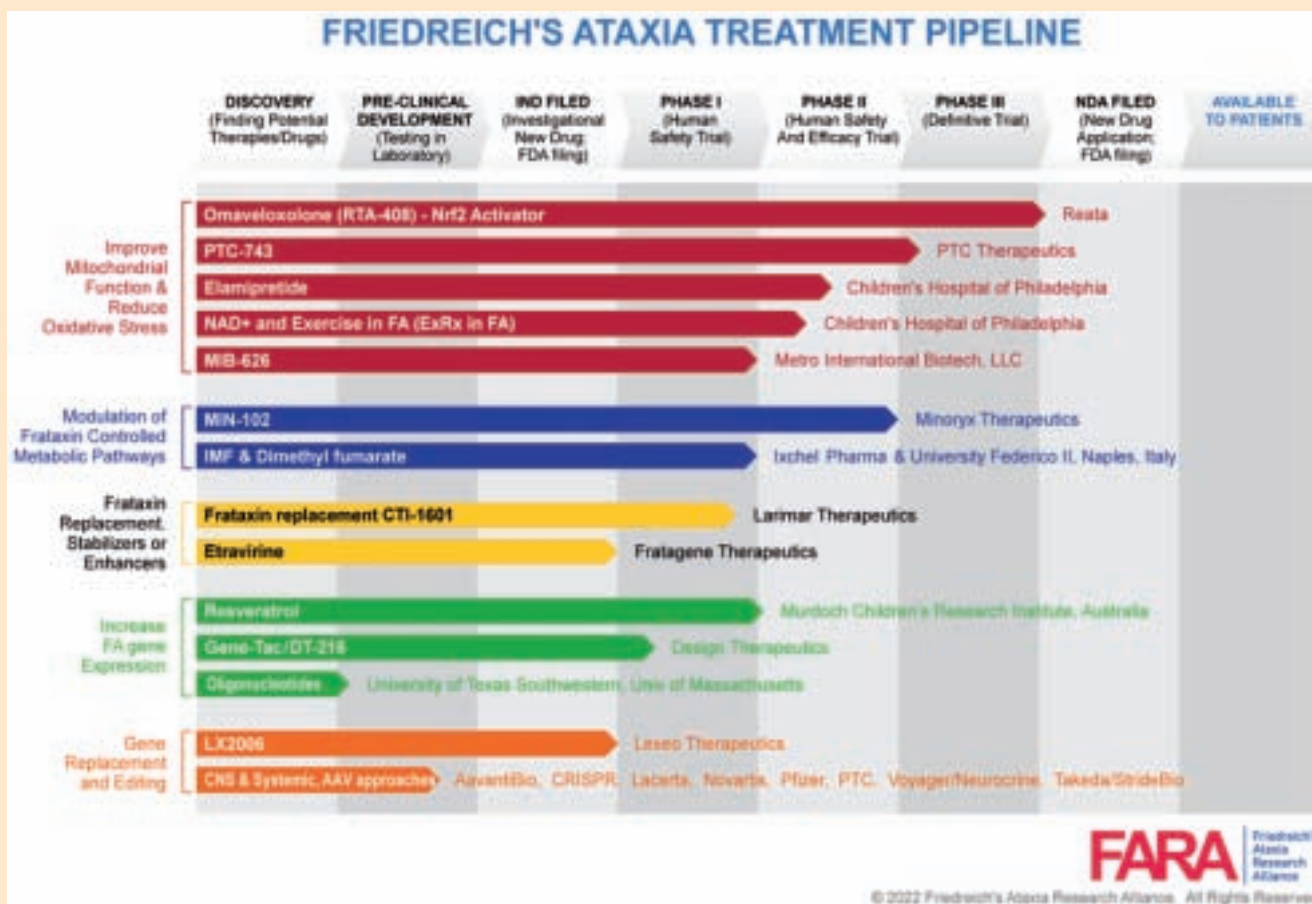 FRIEDREICH'S ATAXIA TREATMENT PIPELINE
DISCOVERY
(Finding Potential
Therapies/Drugs)
PRE-CLINICAL
DEVELOPMENT
(Testing in
Laboratory)
IND FILED
(Investigational
New Drug;
FDA filing)
PHASE I
(Human
Safety Trial)
PHASE II
(Human Safety
And Efficacy Trial)
PHASE III
(Definitive Trial)
NDA FILED
(New Drug
Application;
FDA filing)
AVAILABLE
TO PATIENTS
Improve
Mitochondrial
Function &
Reduce
Oxidative Stress
Omaveloxolone (RTA-408) - Nrf2 Activator
Reata
PTC-743
PTC Therapeutics
Elamipretide
Children's Hospital of Philadelphia
NAD+ and Exercise in FA (ExRx in FA)
Children's Hospital of Philadelphia
MIB-626
Metro International Biotech, LLC
Modulation of
Frataxin Controlled
Metabolic Pathways
MIN-102
Minoryx Therapeutics
IMF & Dimethyl fumarate
Ixchel Pharma & University Federico II, Naples, Italy
Frataxin
Replacement,
Stabilizers or
Enhancers
Frataxin replacement CTI-1601
Larimar Therapeutics
Etravirine
Fratagene Therapeutics
Increase
FA gene
Expression
Resveratrol
Murdoch Children's Research Institute, Australia
Gene-Tac/DT-216
Design Therapeutics
Oligonucleotides
University of Texas Southwestern, Univ of Massachusetts
Gene
Replacement
and Editing
LX2006
Lexeo Therapeutics
CNS & Systemic, AAV approaches
AavantiBio, CRISPR, Lacerta, Novartis, Pfizer, PTC, Voyager/Neurocrine, Takeda/StrideBio
FARA
Friedreich'
Ataxia
Research
Alliance
© 2022 Friedreich's Ataxia Research Alliance. All Rights Reserve